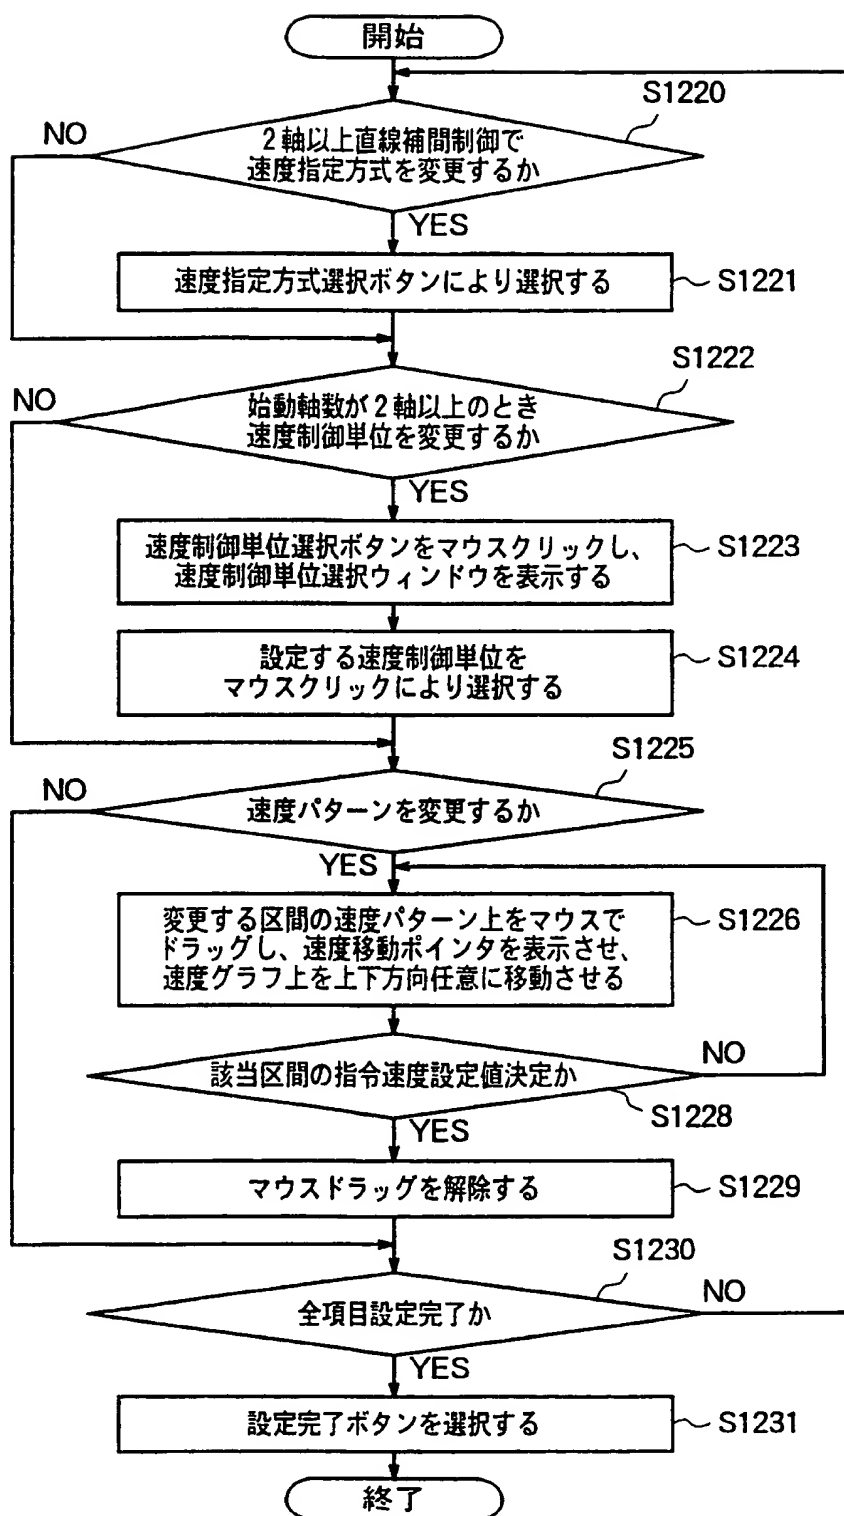 開始
S1220
NO
2軸以上直線補間制御で
速度指定方式を変更するか
YES
速度指定方式選択ボタンにより選択する
S1221
S1222
NO
始動軸数が2軸以上のとき
速度制御単位を変更するか
YES
速度制御単位選択ボタンをマウスクリックし、
速度制御単位選択ウィンドウを表示する
S1223
設定する速度制御単位を
マウスクリックにより選択する
S1224
S1225
NO
速度パターンを変更するか
YES
変更する区間の速度パターン上をマウスで
ドラッグし、速度移動ポインタを表示させ、
速度グラフ上を上下方向任意に移動させる
S1226
NO
該当区間の指令速度設定値決定か
S1228
YES
マウスドラッグを解除する
S1229
S1230
NO
全項目設定完了か
YES
設定完了ボタンを選択する
S1231
終了